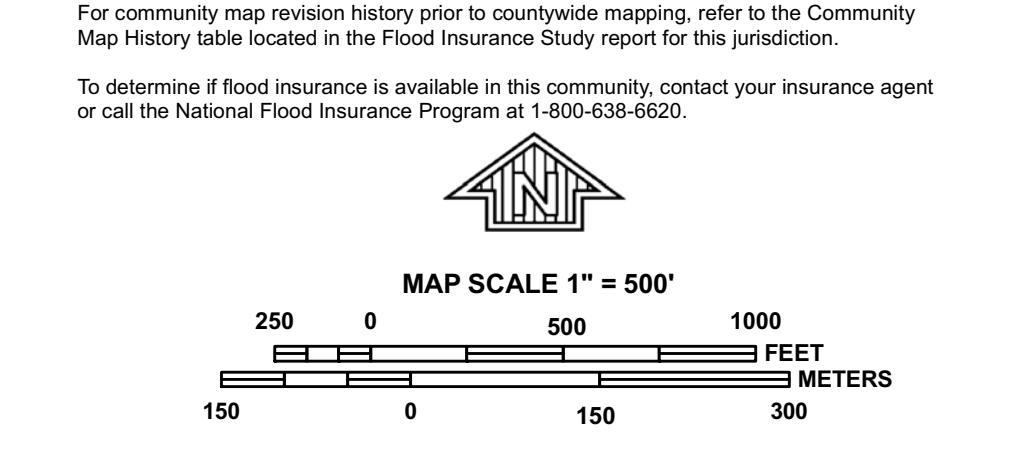 For community map revision history prior to countywide mapping, refer to the Community
Map History table located in the Flood Insurance Study report for this jurisdiction.
To determine if flood insurance is available in this community, contact your insurance agent
or call the National Flood Insurance Program at 1-800-638-6620.
N
MAP SCALE 1" = 500'
250 0 500 1000
FEET
METERS
150 0 150 300